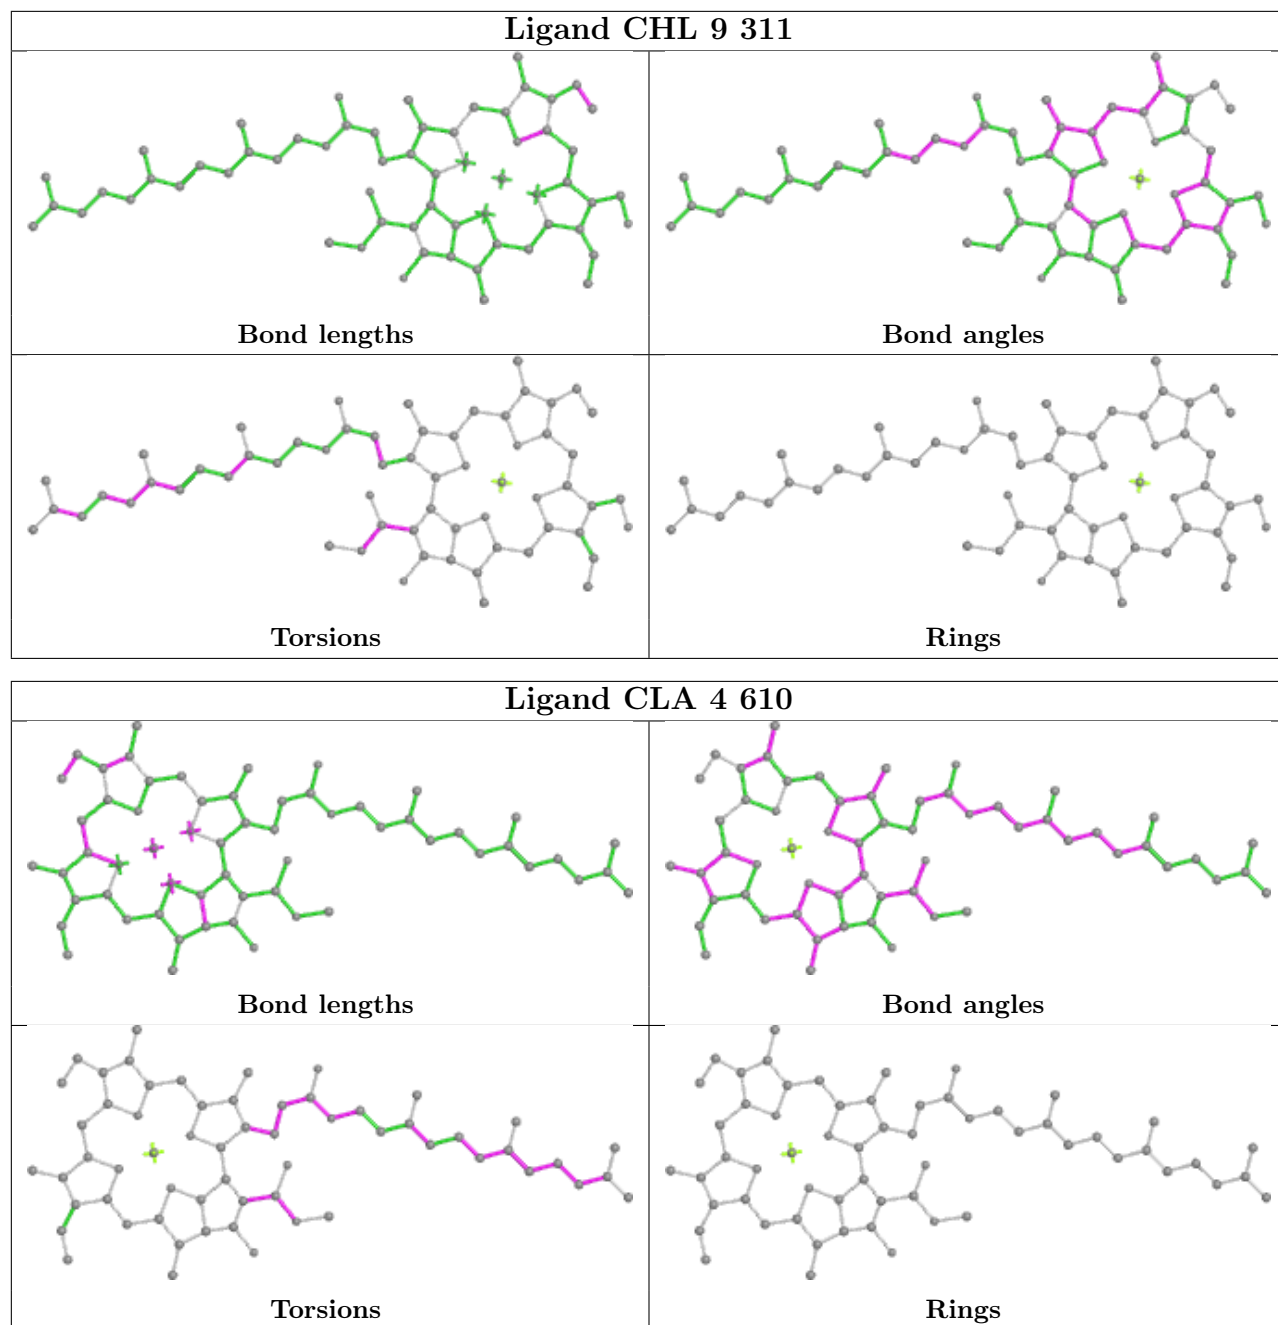 Ligand CHL 9 311
Bond lengths
Bond angles
Torsions
Rings
Ligand CLA 4 610
Bond lengths
Bond angles
Torsions
Rings